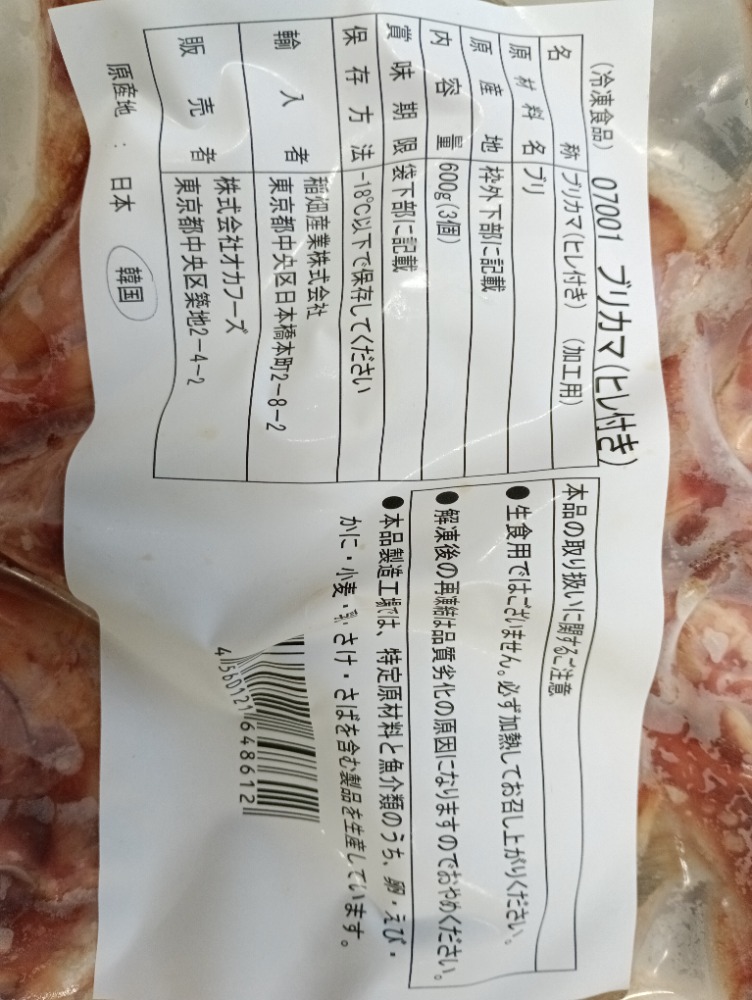 (冷凍食品) 07001 ブリカマ(ヒレ付き)
名称 ブリカマ(ヒレ付き) (加工用)
原材料名 ブリ
原産地 枠外下部に記載
内容量 600g(3個)
賞味期限 袋下部に記載
保存方法 -18℃以下で保存してください
輸入者 稲畑産業株式会社
東京都中央区日本橋本町2-8-2
販売者 株式会社オカフーズ
東京都中央区築地2-4-2
原産地 : 日本 韓国
本品の取り扱いに関するご注意
●生食用ではございません。必ず加熱してお召し上がりください。
●解凍後の再凍結は品質劣化の原因になりますのでおやめください。
●本品製造工場では、特定原材料と魚介類のうち、卵・えび・
かに・小麦・乳・さけ・さばを含む製品を生産しています。
4560121648612